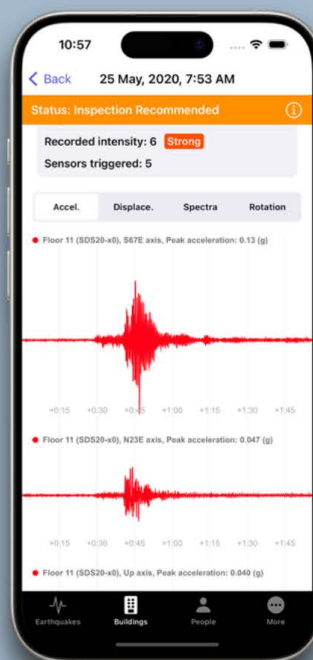 10:57
Back 25 May, 2020, 7:53 AM
Status: Inspection Recommended
Recorded intensity: 6 Strong
Sensors triggered: 5
Accel. Displace. Spectra Rotation
Floor 11 (SDS20-x0), S67E axis, Peak acceleration: 0.13 (g)
+0:15 +0:30 +0:45 +1:00 +1:15 +1:30 +1:45
Floor 11 (SDS20-x0), N23E axis, Peak acceleration: 0.047 (g)
+0:15 +0:30 +0:45 +1:00 +1:15 +1:30 +1:45
Floor 11 (SDS20-x0), Up axis, Peak acceleration: 0.040 (g)
Earthquakes Buildings People More